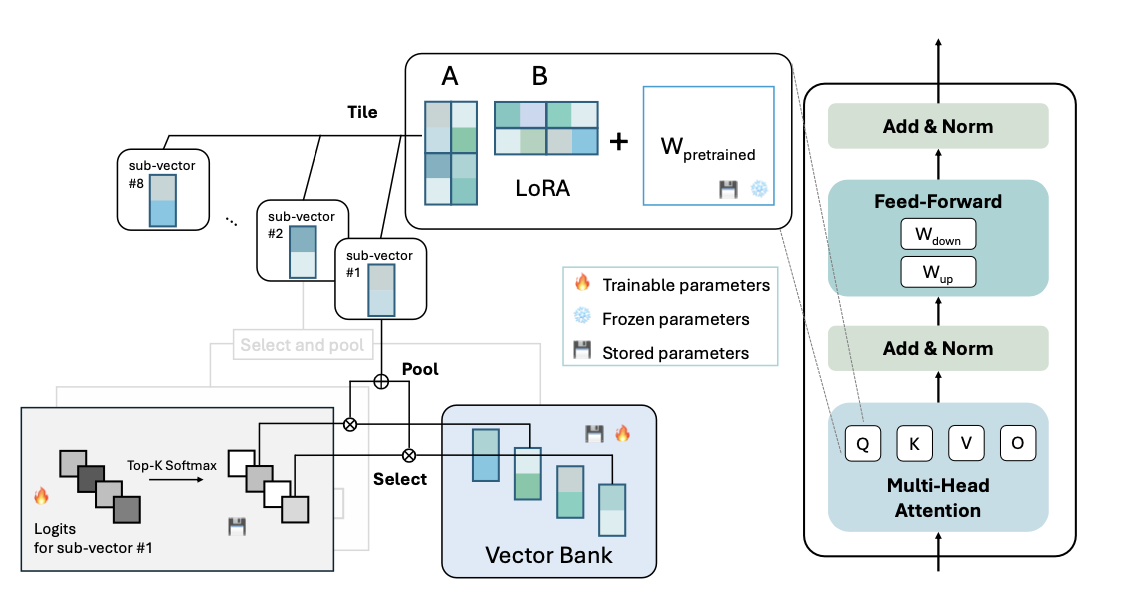 A
B
Tile
W pretrained
LoRA
sub-vector
#8
sub-vector
#2
sub-vector
#1
Select and pool
Pool
Trainable parameters
Frozen parameters
Stored parameters
Top-K Softmax
Select
Logits
for sub-vector #1
Vector Bank
Add & Norm
Feed-Forward
W down
W up
Add & Norm
Q K V O
Multi-Head
Attention